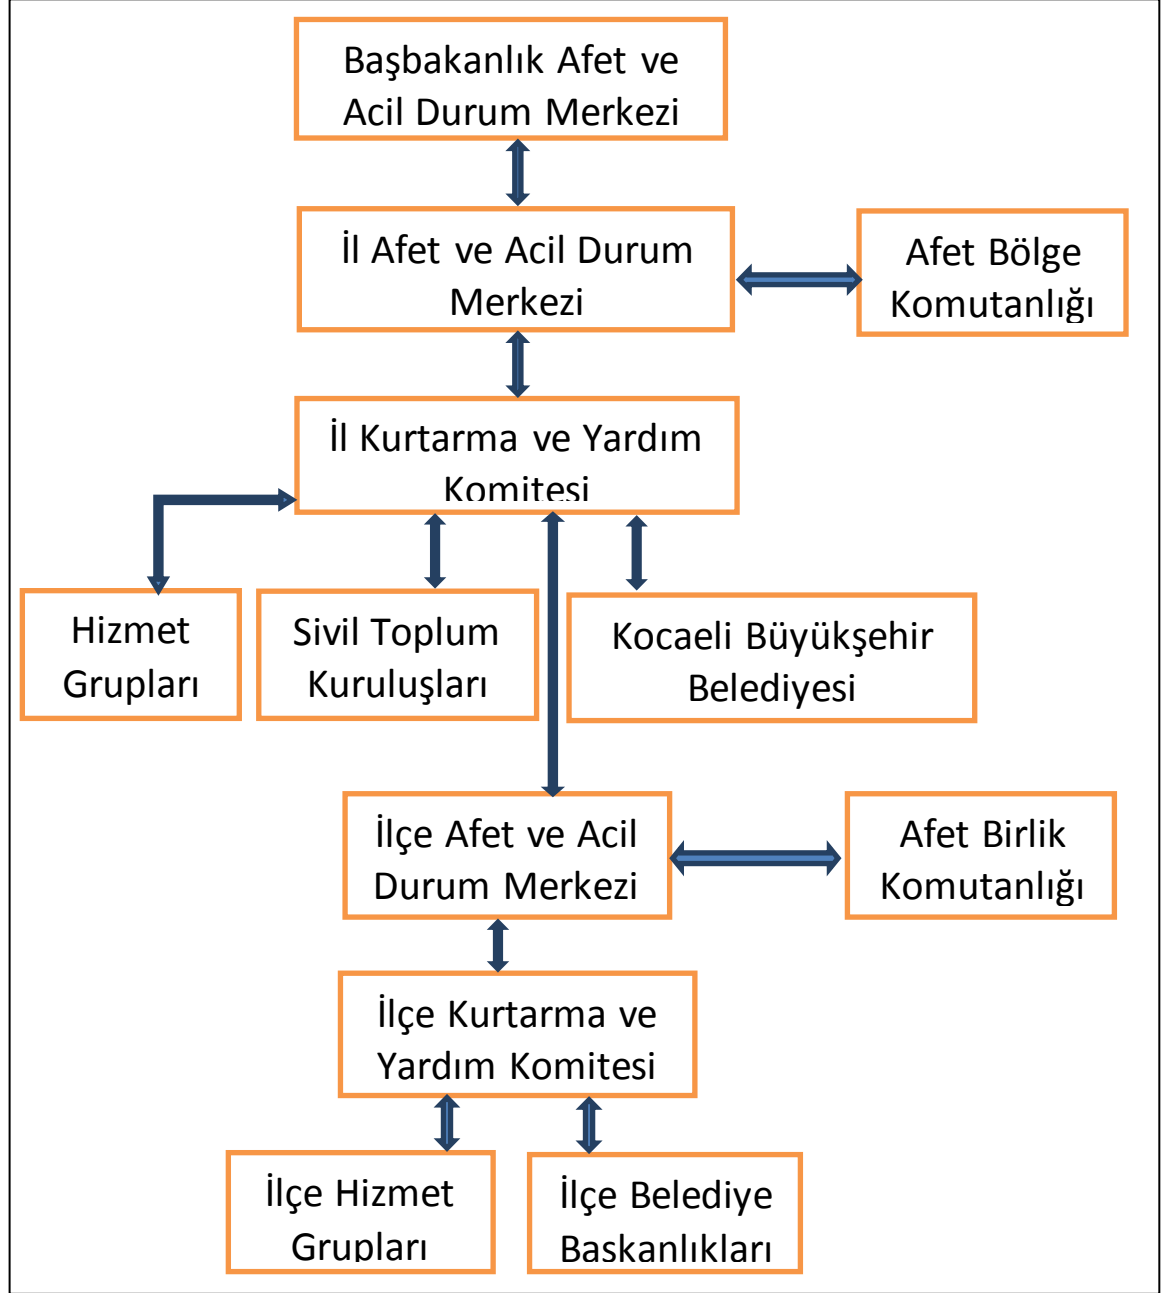 Başbakanlık Afet ve
Acil Durum Merkezi
İl Afet ve Acil Durum
Merkezi
Afet Bölge
Komutanlığı
İl Kurtarma ve Yardım
Komitesi
Hizmet
Grupları
Sivil Toplum
Kuruluşları
Kocaeli Büyükşehir
Belediyesi
İlçe Afet ve Acil
Durum Merkezi
Afet Birlik
Komutanlığı
İlçe Kurtarma ve
Yardım Komitesi
İlçe Hizmet
Grupları
İlçe Belediye
Başkanlıkları